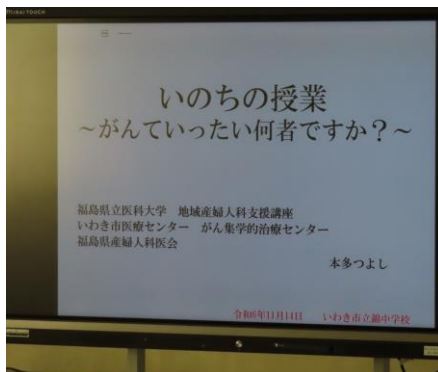 いのちの授業
~がんていったい何者ですか?~
福島県立医科大学 地域産婦人科支援講座
いわき市医療センター がん集学的治療センター
福島県産婦人科医会
本多つよし
令和6年11月14日 いわき市立錦中学校